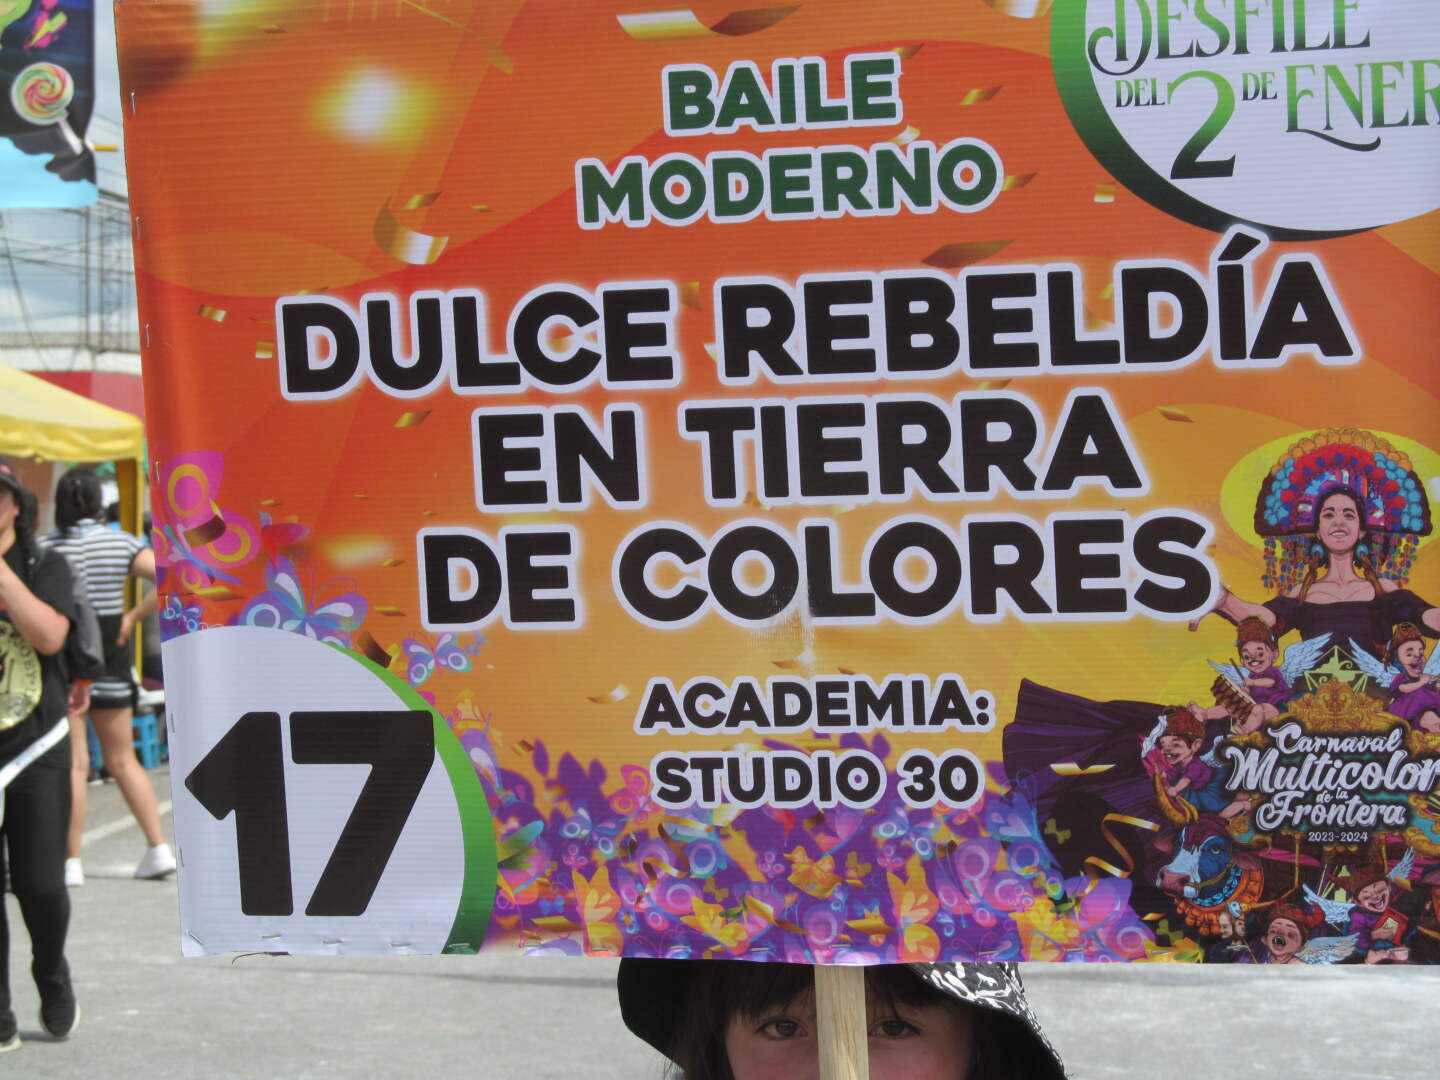 DESFILE
DEL 2 DE ENER
BAILE
MODERNO
DULCE REBELDÍA
EN TIERRA
DE COLORES
ACADEMIA:
STUDIO 30
17
Carnaval
Multicolor
de la
Frontera
2023-2024